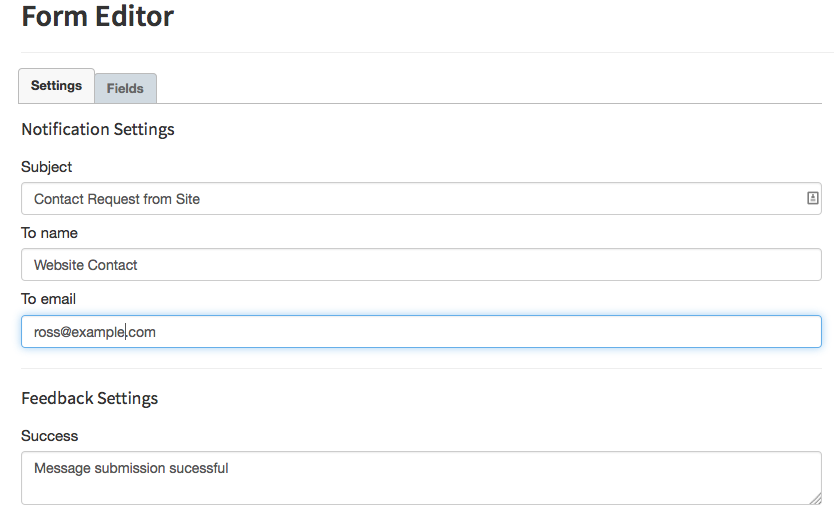 Form Editor
Settings
Fields
Notification Settings
Subject
Contact Request from Site
To name
Website Contact
To email
ross@example.com
Feedback Settings
Success
Message submission sucessful